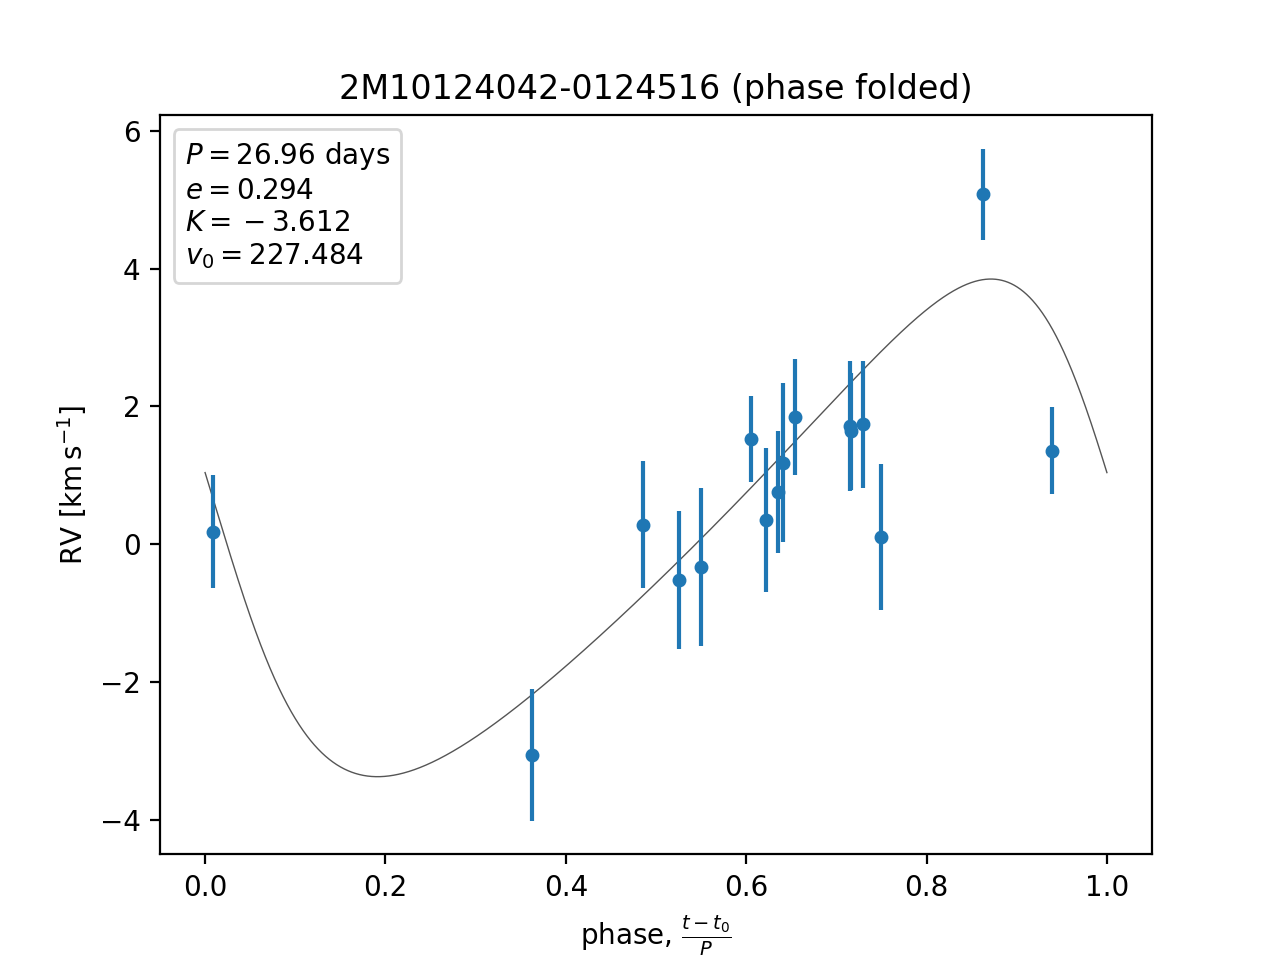 2M10124042-0124516 (phase folded)
P = 26.96 days
e = 0.294
K = −3.612
v₀ = 227.484
6
4
2
0
−2
−4
RV [km s⁻¹]
0.0 0.2 0.4 0.6 0.8 1.0
phase, (t − t₀)/P